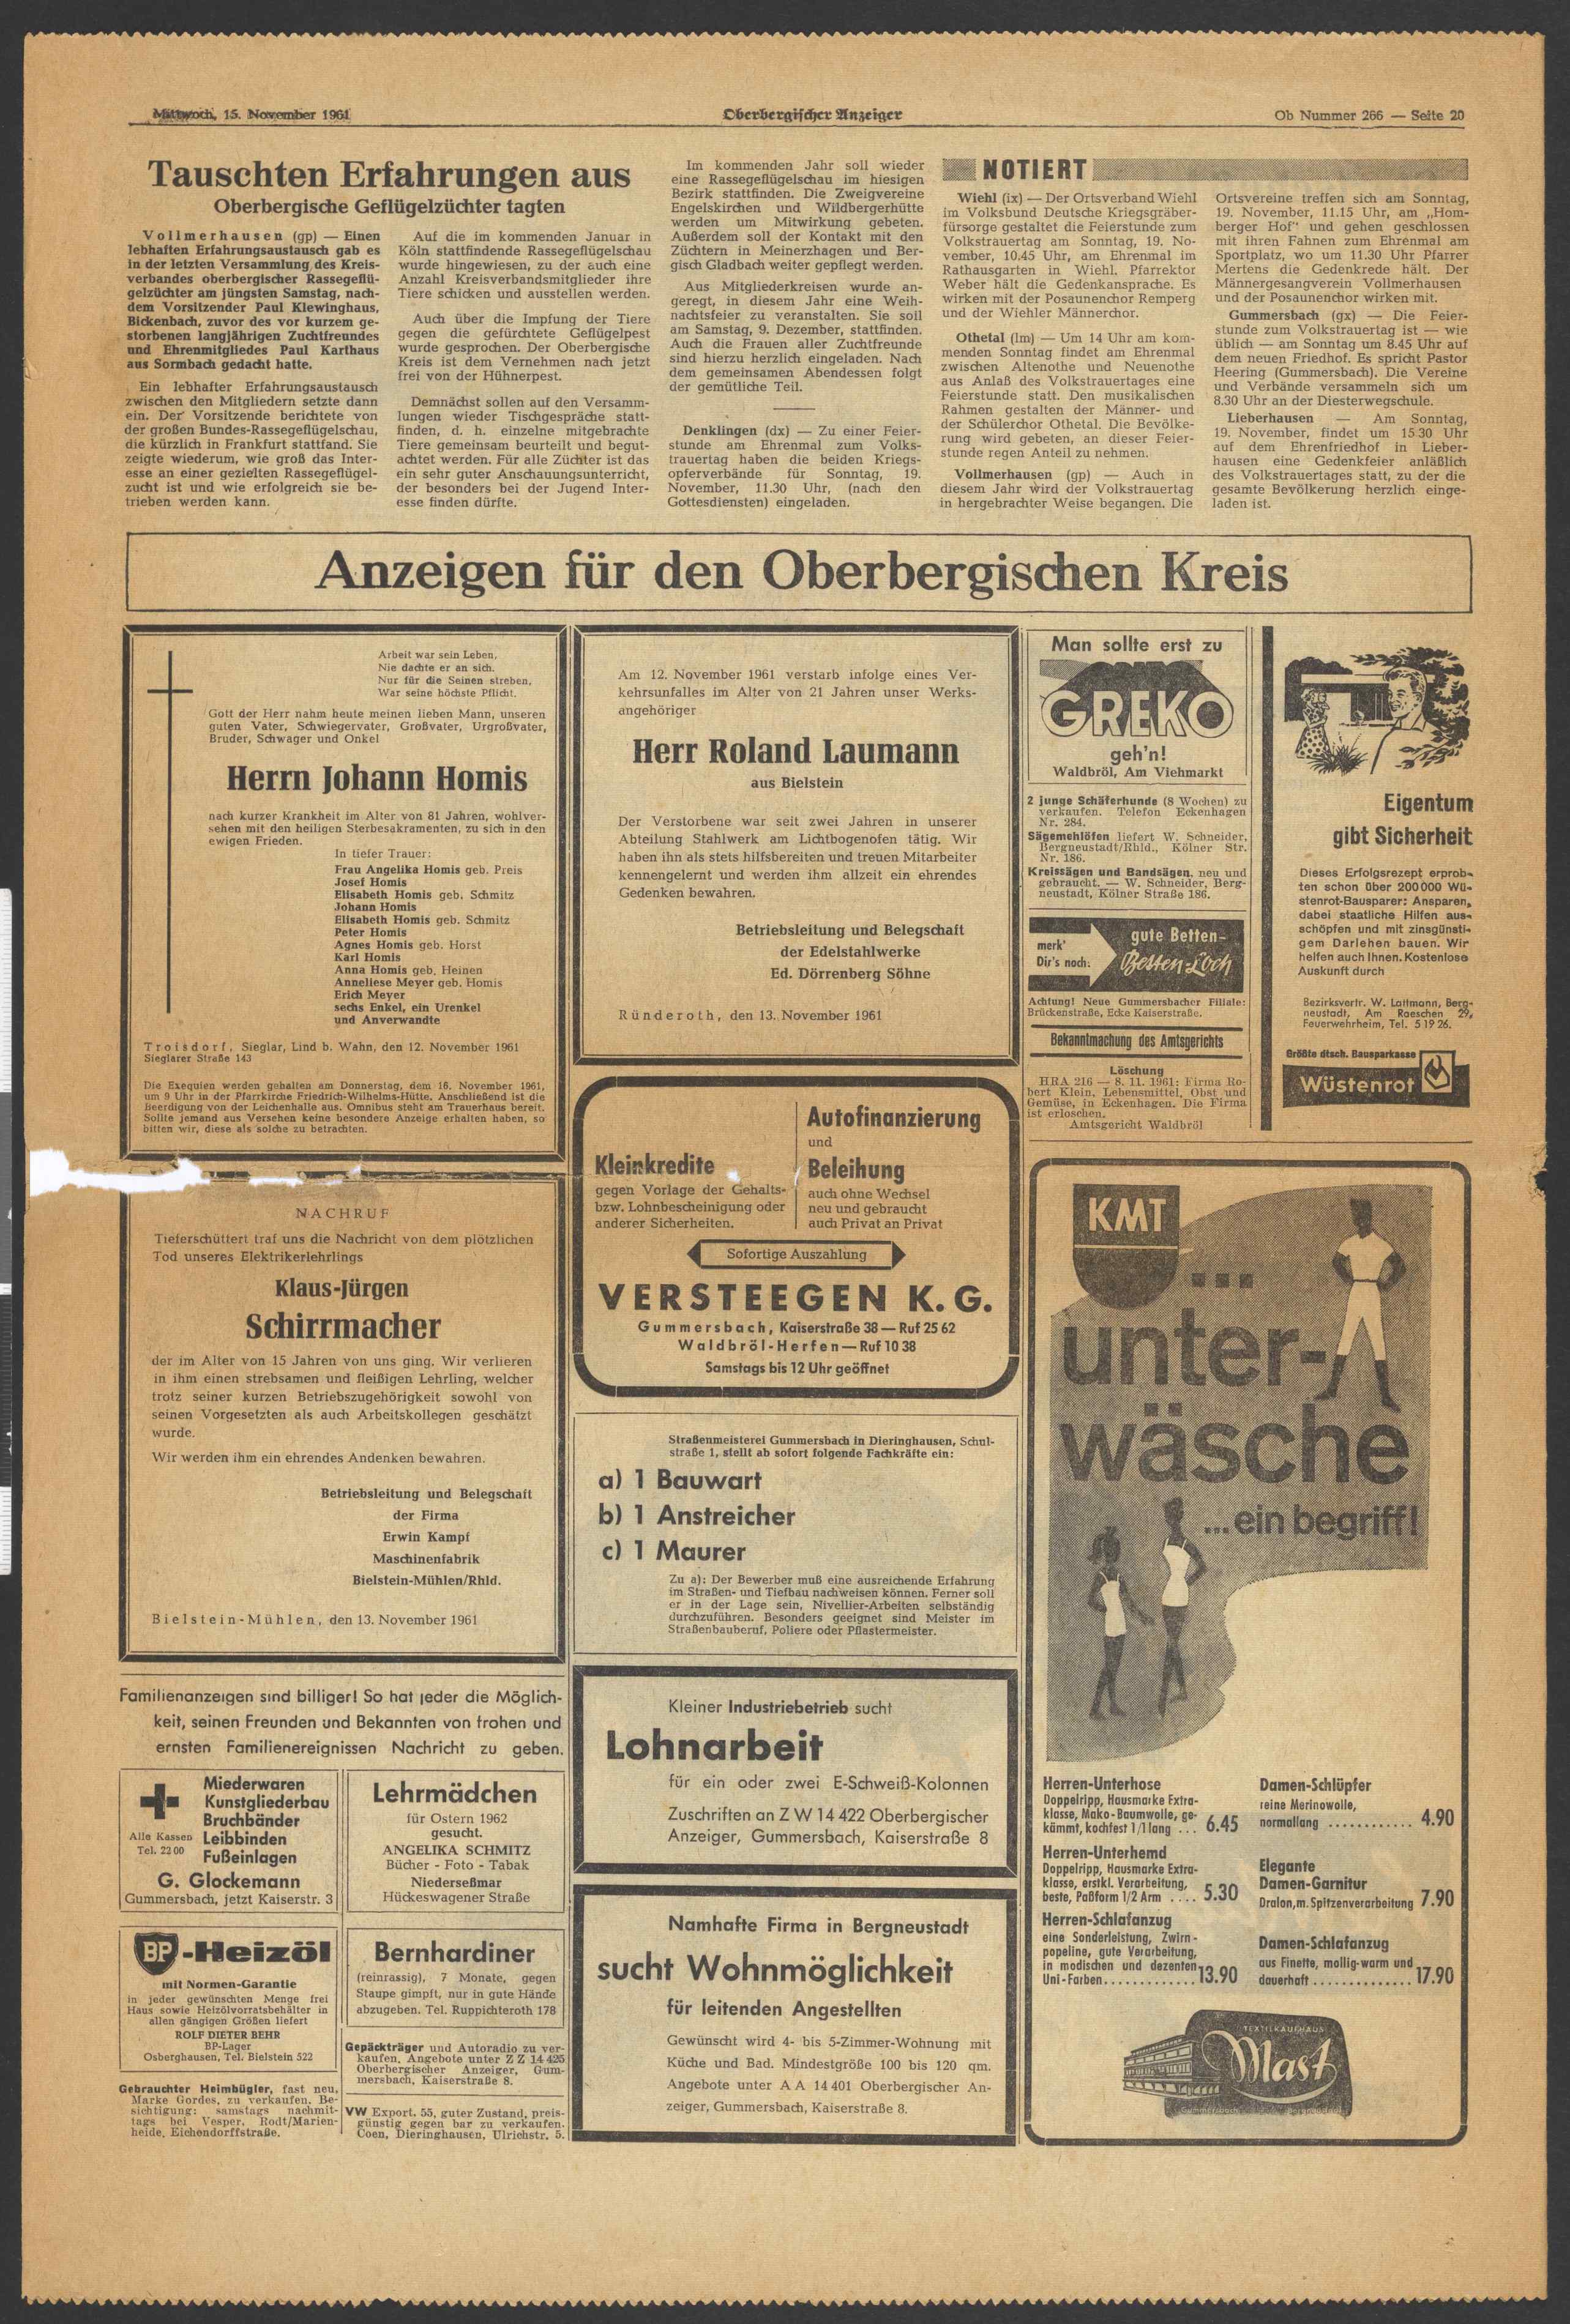 Mittwoch, 15. November 1961
Oberbergischer Anzeiger
Ob Nummer 266 — Seite 20
Tauschten Erfahrungen aus
Oberbergische Geflügelzüchter tagten
Vollmerhausen (gp) — Einen
lebhaften Erfahrungsaustausch gab es
in der letzten Versammlung des Kreis-
verbandes oberbergischer Rassegeflü-
gelzüchter am jüngsten Samstag, nach-
dem Vorsitzender Paul Klewinghaus,
Bickenbach, zuvor des vor kurzem ge-
storbenen langjährigen Zuchtfreundes
und Ehrenmitgliedes Paul Karthaus
aus Sormbach gedacht hatte.
Ein lebhafter Erfahrungsaustausch
zwischen den Mitgliedern setzte dann
ein. Der Vorsitzende berichtete von
der großen Bundes-Rassegeflügelschau,
die kürzlich in Frankfurt stattfand. Sie
zeigte wiederum, wie groß das Inter-
esse an einer gezielten Rassegeflügel-
zucht ist und wie erfolgreich sie be-
trieben werden kann.
Auf die im kommenden Januar in
Köln stattfindende Rassegeflügelschau
wurde hingewiesen, zu der auch eine
Anzahl Kreisverbandsmitglieder ihre
Tiere schicken und ausstellen werden.
Auch über die Impfung der Tiere
gegen die gefürchtete Geflügelpest
wurde gesprochen. Der Oberbergische
Kreis ist dem Vernehmen nach jetzt
frei von der Hühnerpest.
Demnächst sollen auf den Versamm-
lungen wieder Tischgespräche statt-
finden, d. h. einzelne mitgebrachte
Tiere gemeinsam beurteilt und begut-
achtet werden. Für alle Züchter ist das
ein sehr guter Anschauungsunterricht,
der besonders bei der Jugend Inter-
esse finden dürfte.
Im kommenden Jahr soll wieder
eine Rassegeflügelschau im hiesigen
Bezirk stattfinden. Die Zweigvereine
Engelskirchen und Wildbergerhütte
werden um Mitwirkung gebeten.
Außerdem soll der Kontakt mit den
Züchtern in Meinerzhagen und Ber-
gisch Gladbach weiter gepflegt werden.
Aus Mitgliederkreisen wurde an-
geregt, in diesem Jahr eine Weih-
nachtsfeier zu veranstalten. Sie soll
am Samstag, 9. Dezember, stattfinden.
Auch die Frauen aller Zuchtfreunde
sind hierzu herzlich eingeladen. Nach
dem gemeinsamen Abendessen folgt
der gemütliche Teil.
Denklingen (dx) — Zu einer Feier-
stunde am Ehrenmal zum Volks-
trauertag haben die beiden Kriegs-
opferverbände für Sonntag, 19.
November, 11.30 Uhr, (nach den
Gottesdiensten) eingeladen.
NOTIERT
Wiehl (ix) — Der Ortsverband Wiehl
im Volksbund Deutsche Kriegsgräber-
fürsorge gestaltet die Feierstunde zum
Volkstrauertag am Sonntag, 19. No-
vember, 10.45 Uhr, am Ehrenmal im
Rathausgarten in Wiehl. Pfarrektor
Weber hält die Gedenkansprache. Es
wirken mit der Posaunenchor Remperg
und der Wiehler Männerchor.
Othetal (lm) — Um 14 Uhr am kom-
menden Sonntag findet am Ehrenmal
zwischen Altenothe und Neuenothe
aus Anlaß des Volkstrauertages eine
Feierstunde statt. Den musikalischen
Rahmen gestalten der Männer- und
der Schülerchor Othetal. Die Bevölke-
rung wird gebeten, an dieser Feier-
stunde regen Anteil zu nehmen.
Vollmerhausen (gp) — Auch in
diesem Jahr wird der Volkstrauertag
in hergebrachter Weise begangen. Die
Ortsvereine treffen sich am Sonntag,
19. November, 11.15 Uhr, am „Hom-
berger Hof" und gehen geschlossen
mit ihren Fahnen zum Ehrenmal am
Sportplatz, wo um 11.30 Uhr Pfarrer
Mertens die Gedenkrede hält. Der
Männergesangverein Vollmerhausen
und der Posaunenchor wirken mit.
Gummersbach (gx) — Die Feier-
stunde zum Volkstrauertag ist — wie
üblich — am Sonntag um 8.45 Uhr auf
dem neuen Friedhof. Es spricht Pastor
Heering (Gummersbach). Die Vereine
und Verbände versammeln sich um
8.30 Uhr an der Diesterwegschule.
Lieberhausen — Am Sonntag,
19. November, findet um 15 30 Uhr
auf dem Ehrenfriedhof in Lieber-
hausen eine Gedenkfeier anläßlich
des Volkstrauertages statt, zu der die
gesamte Bevölkerung herzlich einge-
laden ist.
Anzeigen für den Oberbergischen Kreis
Arbeit war sein Leben,
Nie dachte er an sich.
Nur für die Seinen streben,
War seine höchste Pflicht.
Gott der Herr nahm heute meinen lieben Mann, unseren
guten Vater, Schwiegervater, Großvater, Urgroßvater,
Bruder, Schwager und Onkel
Herrn Johann Homis
nach kurzer Krankheit im Alter von 81 Jahren, wohlver-
sehen mit den heiligen Sterbesakramenten, zu sich in den
ewigen Frieden.
In tiefer Trauer:
Frau Angelika Homis geb. Preis
Josef Homis
Elisabeth Homis geb. Schmitz
Johann Homis
Elisabeth Homis geb. Schmitz
Peter Homis
Agnes Homis geb. Horst
Karl Homis
Anna Homis geb. Heinen
Anneliese Meyer geb. Homis
Erich Meyer
sechs Enkel, ein Urenkel
und Anverwandte
Troisdorf, Sieglar, Lind b. Wahn, den 12. November 1961
Sieglarer Straße 143
Die Exequien werden gehalten am Donnerstag, dem 16. November 1961,
um 9 Uhr in der Pfarrkirche Friedrich-Wilhelms-Hütte. Anschließend ist die
Beerdigung von der Leichenhalle aus. Omnibus steht am Trauerhaus bereit.
Sollte jemand aus Versehen keine besondere Anzeige erhalten haben, so
bitten wir, diese als solche zu betrachten.
NACHRUF
Tieferschüttert traf uns die Nachricht von dem plötzlichen
Tod unseres Elektrikerlehrlings
Klaus-Jürgen
Schirrmacher
der im Alter von 15 Jahren von uns ging. Wir verlieren
in ihm einen strebsamen und fleißigen Lehrling, welcher
trotz seiner kurzen Betriebszugehörigkeit sowohl von
seinen Vorgesetzten als auch Arbeitskollegen geschätzt
wurde.
Wir werden ihm ein ehrendes Andenken bewahren.
Betriebsleitung und Belegschaft
der Firma
Erwin Kampf
Maschinenfabrik
Bielstein-Mühlen/Rhld.
Bielstein-Mühlen, den 13. November 1961
Familienanzeigen sind billiger! So hat jeder die Möglich-
keit, seinen Freunden und Bekannten von frohen und
ernsten Familienereignissen Nachricht zu geben.
Miederwaren
Kunstgliederbau
Bruchbänder
Alle Kassen Leibbinden
Tel. 22 00 Fußeinlagen
G. Glockemann
Gummersbach, jetzt Kaiserstr. 3
BP-Heizöl
mit Normen-Garantie
in jeder gewünschten Menge frei
Haus sowie Heizölvorratsbehälter in
allen gängigen Größen liefert
ROLF DIETER BEHR
BP-Lager
Osberghausen, Tel. Bielstein 522
Gebrauchter Heimbügler, fast neu,
Marke Gordes, zu verkaufen. Be-
sichtigung: samstags nachmit-
tags bei Vesper, Rodt/Marien-
heide, Eichendorffstraße.
Lehrmädchen
für Ostern 1962
gesucht.
ANGELIKA SCHMITZ
Bücher - Foto - Tabak
Niederseßmar
Hückeswagener Straße
Bernhardiner
(reinrassig), 7 Monate, gegen
Staupe gimpft, nur in gute Hände
abzugeben. Tel. Ruppichteroth 178
Gepäckträger und Autoradio zu ver-
kaufen. Angebote unter Z Z 14 425
Oberbergischer Anzeiger, Gum-
mersbach, Kaiserstraße 8.
VW Export, 55, guter Zustand, preis-
günstig gegen bar zu verkaufen.
Coen, Dieringhausen, Ulrichstr. 5.
Am 12. November 1961 verstarb infolge eines Ver-
kehrsunfalles im Alter von 21 Jahren unser Werks-
angehöriger
Herr Roland Laumann
aus Bielstein
Der Verstorbene war seit zwei Jahren in unserer
Abteilung Stahlwerk am Lichtbogenofen tätig. Wir
haben ihn als stets hilfsbereiten und treuen Mitarbeiter
kennengelernt und werden ihm allzeit ein ehrendes
Gedenken bewahren.
Betriebsleitung und Belegschaft
der Edelstahlwerke
Ed. Dörrenberg Söhne
Ründeroth, den 13. November 1961
Kleinkredite
gegen Vorlage der Gehalts-
bzw. Lohnbescheinigung oder
anderer Sicherheiten.
Autofinanzierung
und
Beleihung
auch ohne Wechsel
neu und gebraucht
auch Privat an Privat
Sofortige Auszahlung
VERSTEEGEN K.G.
Gummersbach, Kaiserstraße 38 — Ruf 25 62
Waldbröl-Herfen — Ruf 10 38
Samstags bis 12 Uhr geöffnet
Straßenmeisterei Gummersbach in Dieringhausen, Schul-
straße 1, stellt ab sofort folgende Fachkräfte ein:
a) 1 Bauwart
b) 1 Anstreicher
c) 1 Maurer
Zu a): Der Bewerber muß eine ausreichende Erfahrung
im Straßen- und Tiefbau nachweisen können. Ferner soll
er in der Lage sein, Nivellier-Arbeiten selbständig
durchzuführen. Besonders geeignet sind Meister im
Straßenbauberuf, Poliere oder Pflastermeister.
Kleiner Industriebetrieb sucht
Lohnarbeit
für ein oder zwei E-Schweiß-Kolonnen
Zuschriften an Z W 14 422 Oberbergischer
Anzeiger, Gummersbach, Kaiserstraße 8
Namhafte Firma in Bergneustadt
sucht Wohnmöglichkeit
für leitenden Angestellten
Gewünscht wird 4- bis 5-Zimmer-Wohnung mit
Küche und Bad. Mindestgröße 100 bis 120 qm.
Angebote unter A A 14 401 Oberbergischer An-
zeiger, Gummersbach, Kaiserstraße 8.
Man sollte erst zu
GREKO
geh'n!
Waldbröl, Am Viehmarkt
2 junge Schäferhunde (8 Wochen) zu
verkaufen. Telefon Eckenhagen
Nr. 284.
Sägemehlöfen liefert W. Schneider,
Bergneustadt/Rhld., Kölner Str.
Nr. 186.
Kreissägen und Bandsägen, neu und
gebraucht. — W. Schneider, Berg-
neustadt, Kölner Straße 186.
merk'
Dir's noch:
gute Betten-
Betten-Loch
Achtung! Neue Gummersbacher Filiale:
Brückenstraße, Ecke Kaiserstraße.
Bekanntmachung des Amtsgerichts
Löschung
HRA 216 — 8. 11. 1961: Firma Ro-
bert Klein, Lebensmittel, Obst und
Gemüse, in Eckenhagen. Die Firma
ist erloschen.
Amtsgericht Waldbröl
Eigentum
gibt Sicherheit
Dieses Erfolgsrezept erprob-
ten schon über 200 000 Wü-
stenrot-Bausparer: Ansparen,
dabei staatliche Hilfen aus-
schöpfen und mit zinsgünsti-
gem Darlehen bauen. Wir
helfen auch Ihnen. Kostenlose
Auskunft durch
Bezirksvertr. W. Lattmann, Berg-
neustadt, Am Raeschen 29,
Feuerwehrheim, Tel. 5 19 26.
Größte dtsch. Bausparkasse
Wüstenrot
KMT
...
unter-
wäsche
...ein begriff!
Herren-Unterhose
Doppelripp, Hausmarke Extra-
klasse, Mako-Baumwolle, ge-
kämmt, kochfest 1/1 lang ... 6.45
Herren-Unterhemd
Doppelripp, Hausmarke Extra-
klasse, erstkl. Verarbeitung,
beste, Paßform 1/2 Arm .... 5.30
Herren-Schlafanzug
eine Sonderleistung, Zwirn-
popeline, gute Verarbeitung,
in modischen und dezenten
Uni-Farben............. 13.90
Damen-Schlüpfer
reine Merinowolle,
normallang ............ 4.90
Elegante
Damen-Garnitur
Dralon, m. Spitzenverarbeitung 7.90
Damen-Schlafanzug
aus Finette, mollig-warm und
dauerhaft .............. 17.90
TEXTILKAUFHAUS
Mast
Gummersbach